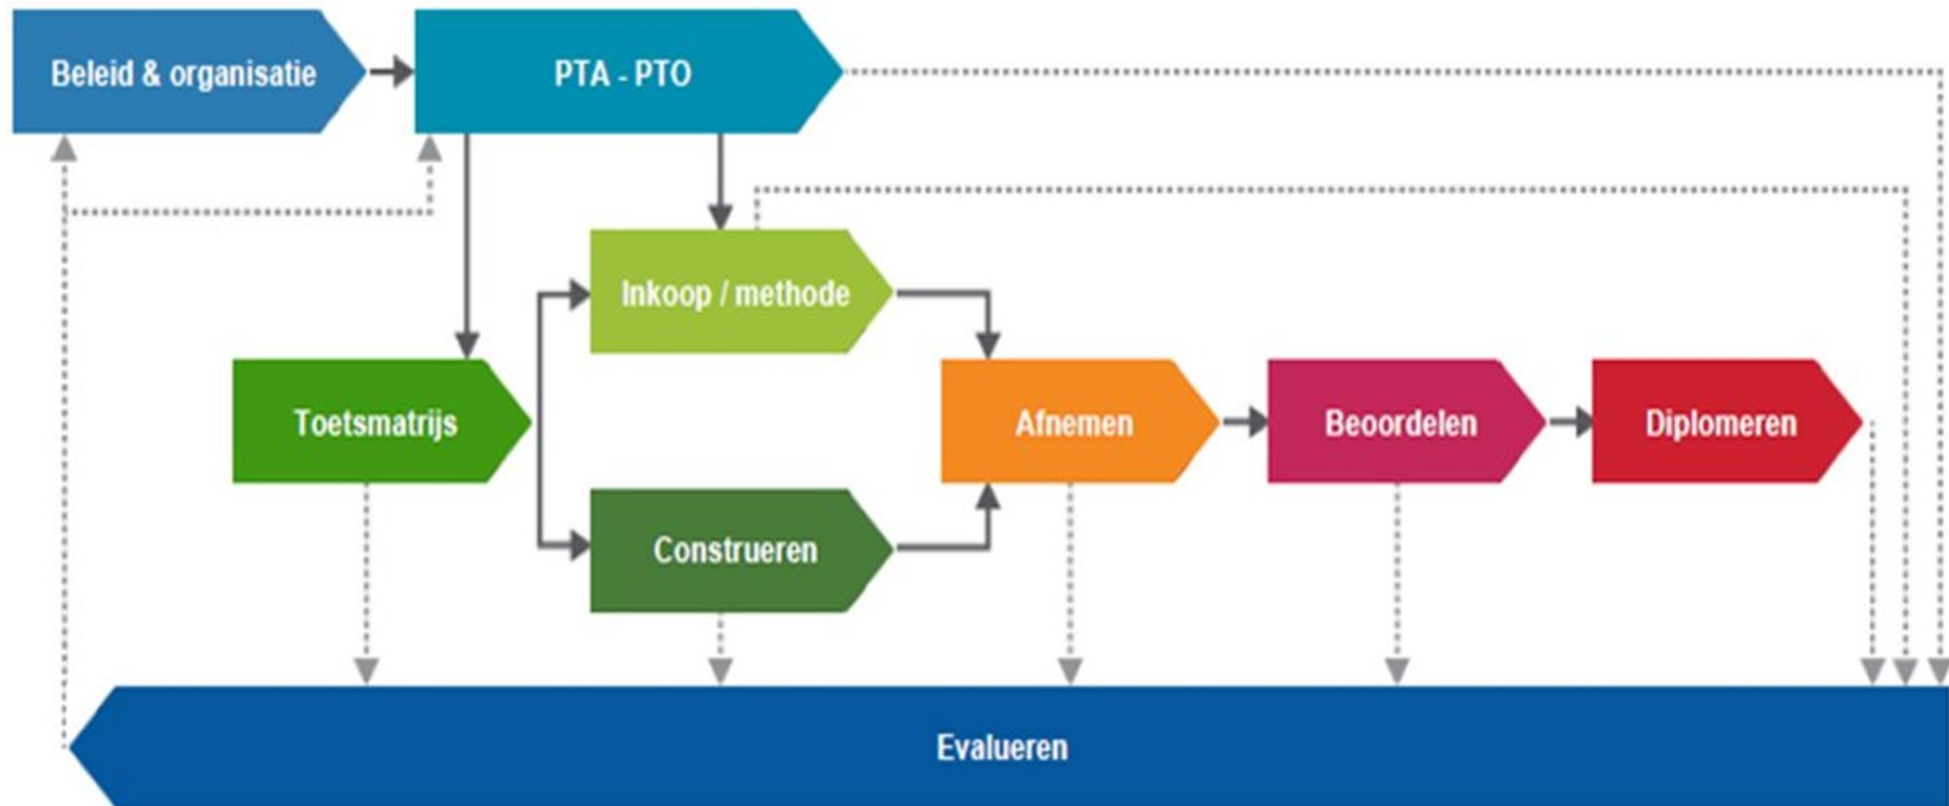 Beleid & organisatie
PTA - PTO
Inkoop / methode
Toetsmatrijs
Afnemen
Beoordelen
Diplomeren
Construeren
Evalueren